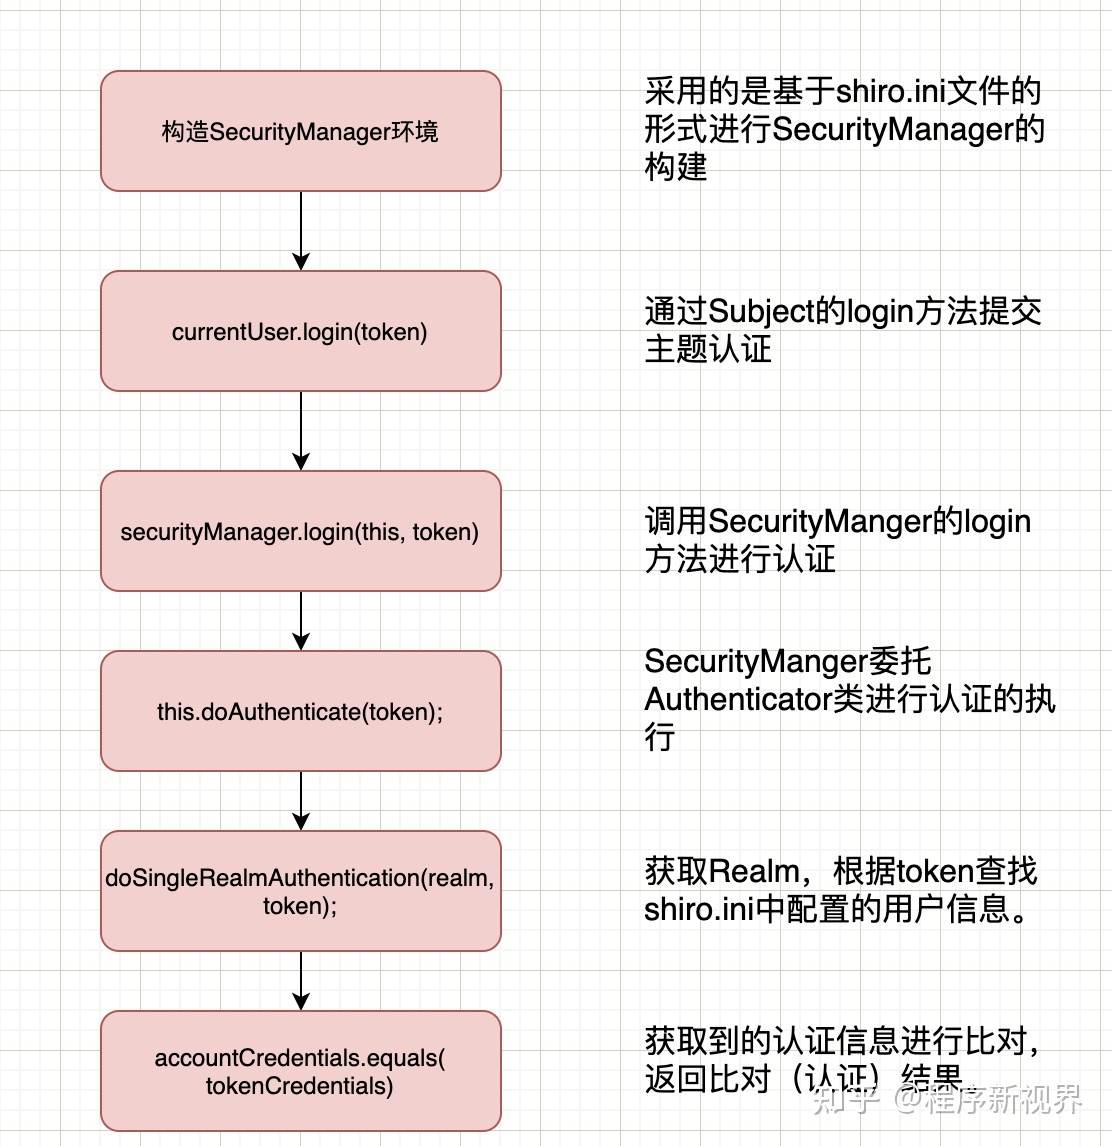 构造SecurityManager环境
采用的是基于shiro.ini文件的
形式进行SecurityManager的
构建
currentUser.login(token)
通过Subject的login方法提交
主题认证
securityManager.login(this, token)
调用SecurityManger的login
方法进行认证
this.doAuthenticate(token);
SecurityManger委托
Authenticator类进行认证的执
行
doSingleRealmAuthentication(realm,
token);
获取Realm，根据token查找
shiro.ini中配置的用户信息。
accountCredentials.equals(
tokenCredentials)
获取到的认证信息进行比对，
返回比对（认证）结果。
知乎 @程序新视界